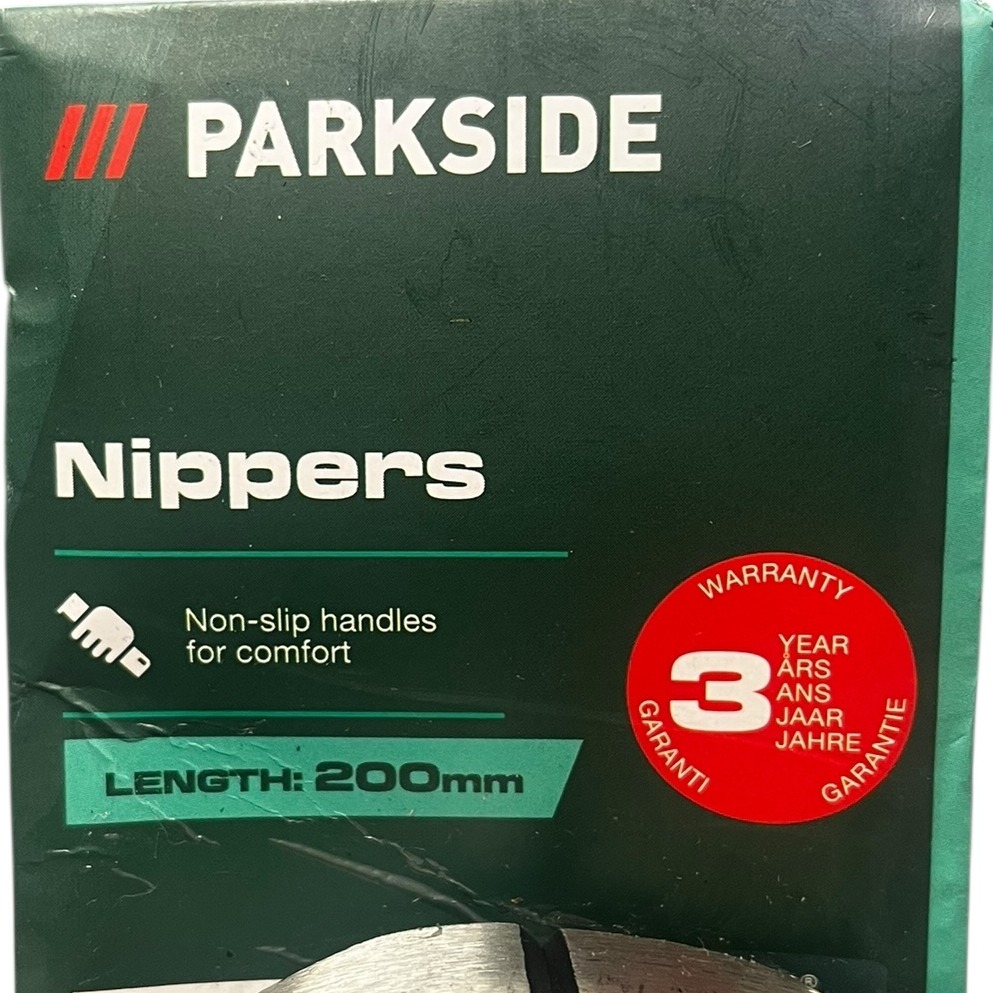 PARKSIDE
Nippers
Non-slip handles
for comfort
LENGTH: 200mm
WARRANTY
3
YEAR
ÅRS
ANS
JAAR
JAHRE
GARANTI
GARANTIE
®